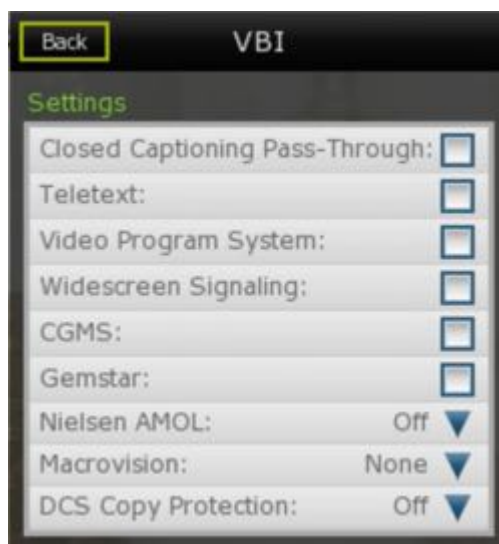 Back VBI
Settings
Closed Captioning Pass-Through:
Teletext:
Video Program System:
Widescreen Signaling:
CGMS:
Gemstar:
Nielsen AMOL: Off
Macrovision: None
DCS Copy Protection: Off